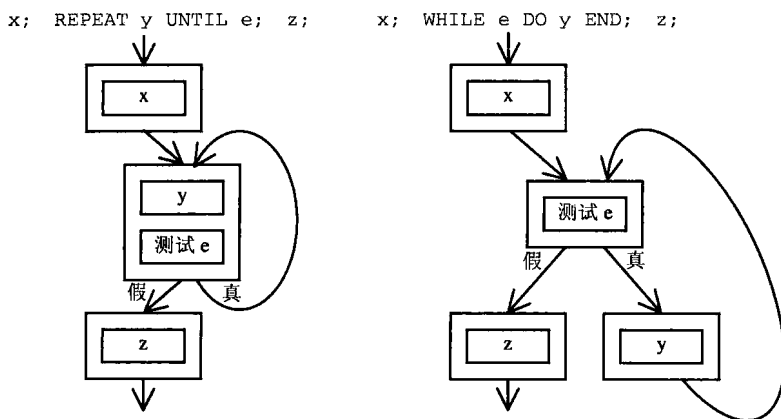 x; REPEAT y UNTIL e; z;
x
y
测试 e
假 真
z
x; WHILE e DO y END; z;
x
测试 e
假 真
z y